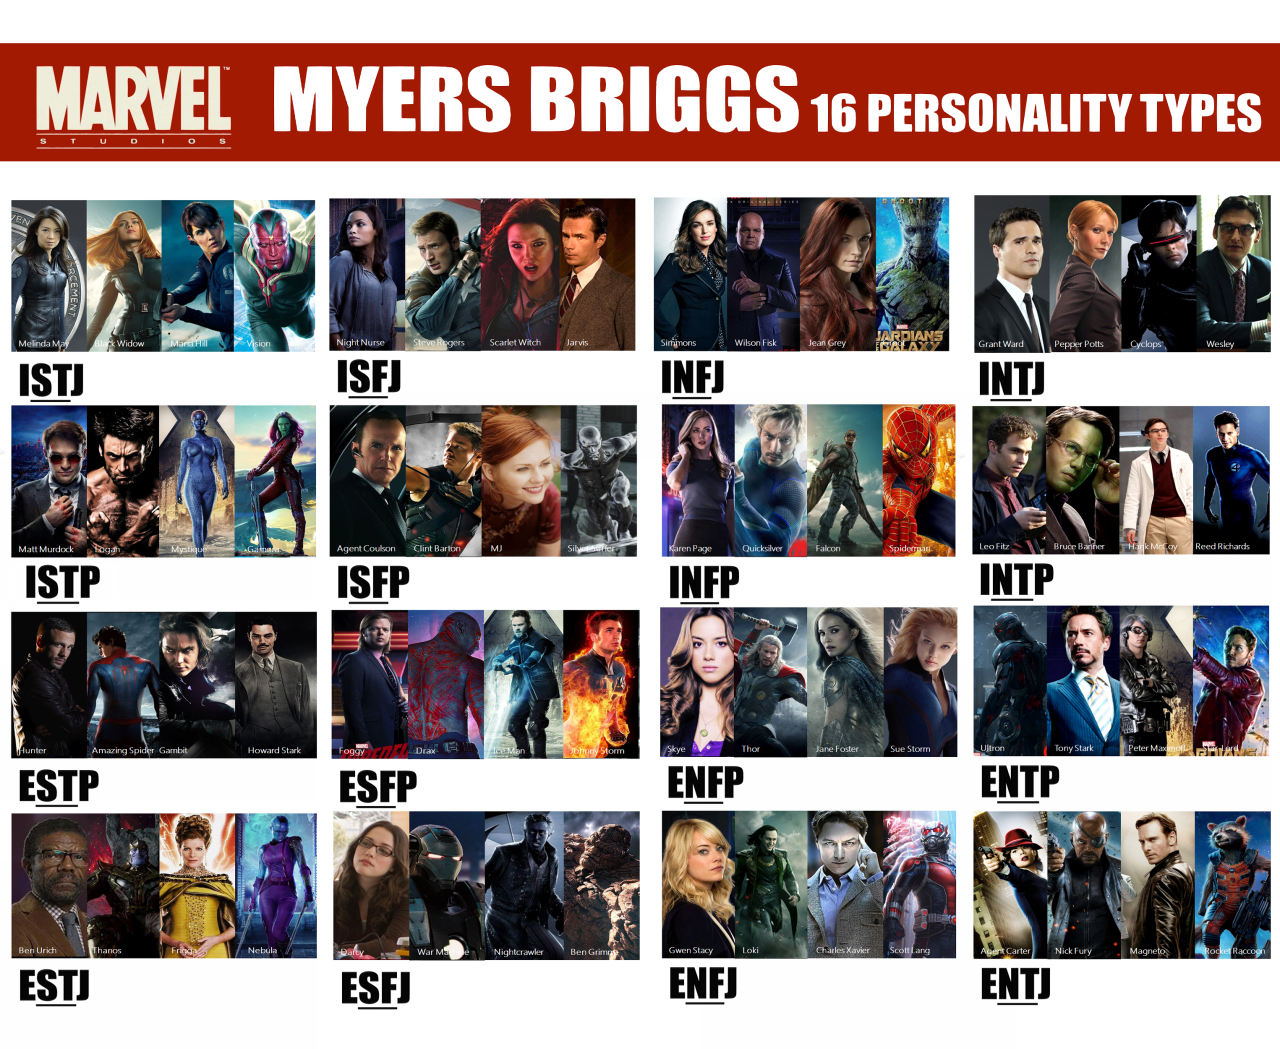 MARVEL™
STUDIOS
MYERS BRIGGS 16 PERSONALITY TYPES
Melinda May
Black Widow
Maria Hill
Vision
ISTJ
Night Nurse
Steve Rogers
Scarlet Witch
Jarvis
ISFJ
Simmons
Wilson Fisk
Jean Grey
GROOT
MARVEL
GALAXY
INFJ
Grant Ward
Pepper Potts
Cyclops
Wesley
INTJ
Matt Murdock
Logan
Mystique
Gamora
ISTP
Agent Coulson
Clint Barton
MJ
Silver Surfer
ISFP
Karen Page
Quicksilver
Falcon
Spiderman
INFP
Leo Fitz
Bruce Banner
Hank McCoy
Reed Richards
INTP
Hunter
Amazing Spider
Gambit
Howard Stark
ESTP
Foggy
Drax
Ice Man
Johnny Storm
ESFP
Skye
Thor
Jane Foster
Sue Storm
ENFP
Ultron
Tony Stark
Peter Maximoff
Star-Lord
ENTP
Ben Urich
Thanos
Frigga
Nebula
ESTJ
Darcy
War Machine
Nightcrawler
Ben Grimm
ESFJ
Gwen Stacy
Loki
Charles Xavier
Scott Lang
ENFJ
Agent Carter
Nick Fury
Magneto
Rocket Raccoon
ENTJ